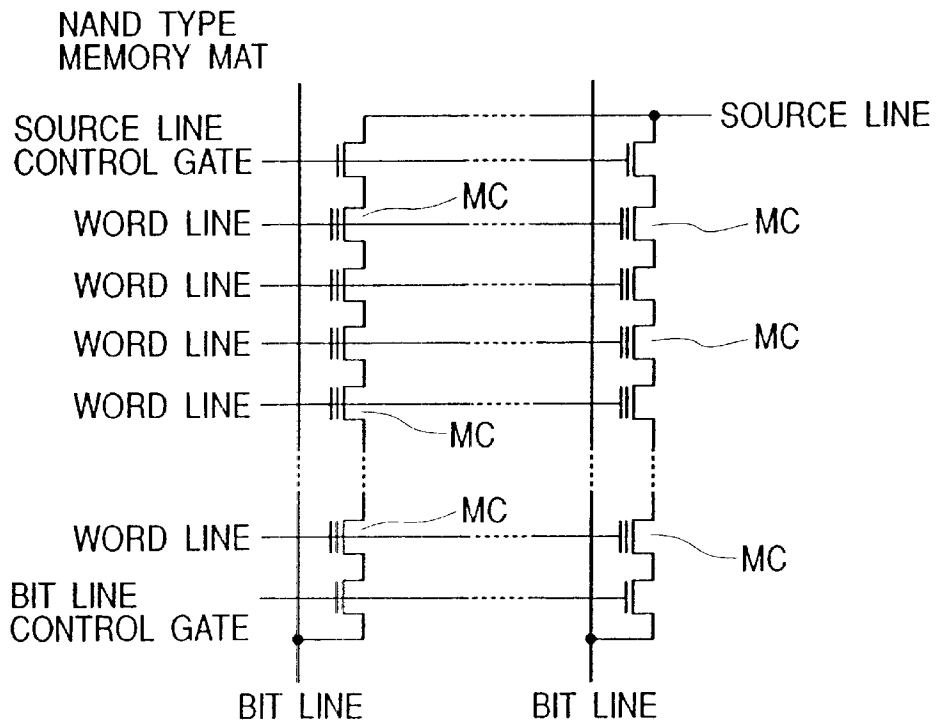 NAND TYPE
MEMORY MAT
SOURCE LINE
CONTROL GATE
SOURCE LINE
WORD LINE
MC
MC
WORD LINE
WORD LINE
MC
WORD LINE
MC
WORD LINE
MC
MC
BIT LINE
CONTROL GATE
BIT LINE
BIT LINE